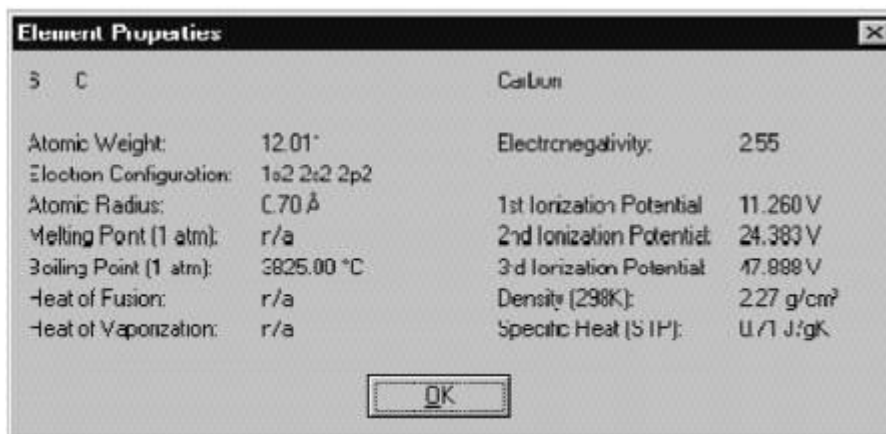 Element Properties
6 C Carbon
Atomic Weight: 12.011 Electronegativity: 2.55
Electron Configuration: 1s2 2s2 2p2
Atomic Radius: 0.70 Å 1st Ionization Potential 11.260 V
Melting Point (1 atm): n/a 2nd Ionization Potential: 24.383 V
Boiling Point (1 atm): 3825.00 °C 3rd Ionization Potential 47.888 V
Heat of Fusion: n/a Density (298K): 2.27 g/cm³
Heat of Vaporization: n/a Specific Heat (STP): 0.71 J/gK
OK